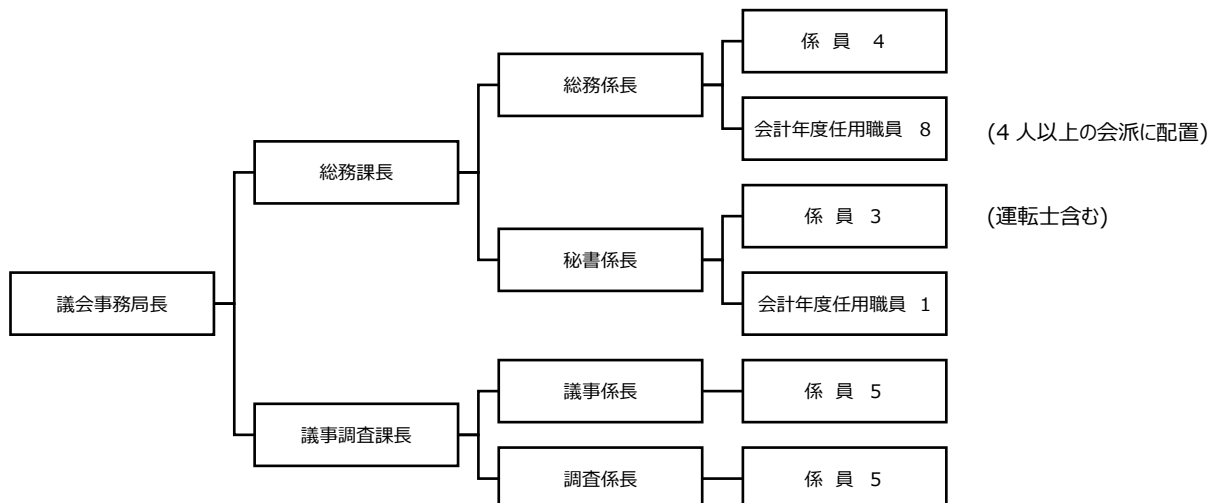 係 員 4
総務係長
会計年度任用職員 8
(4 人以上の会派に配置)
総務課長
係 員 3
(運転士含む)
秘書係長
会計年度任用職員 1
議会事務局長
議事係長
係 員 5
議事調査課長
調査係長
係 員 5